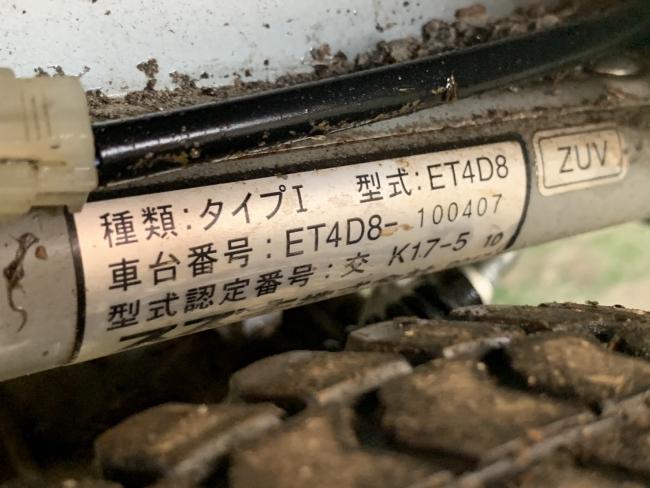 種類:タイプI 型式:ET4D8
ZUV
車台番号:ET4D8-100407
型式認定番号:交 K17-5 10